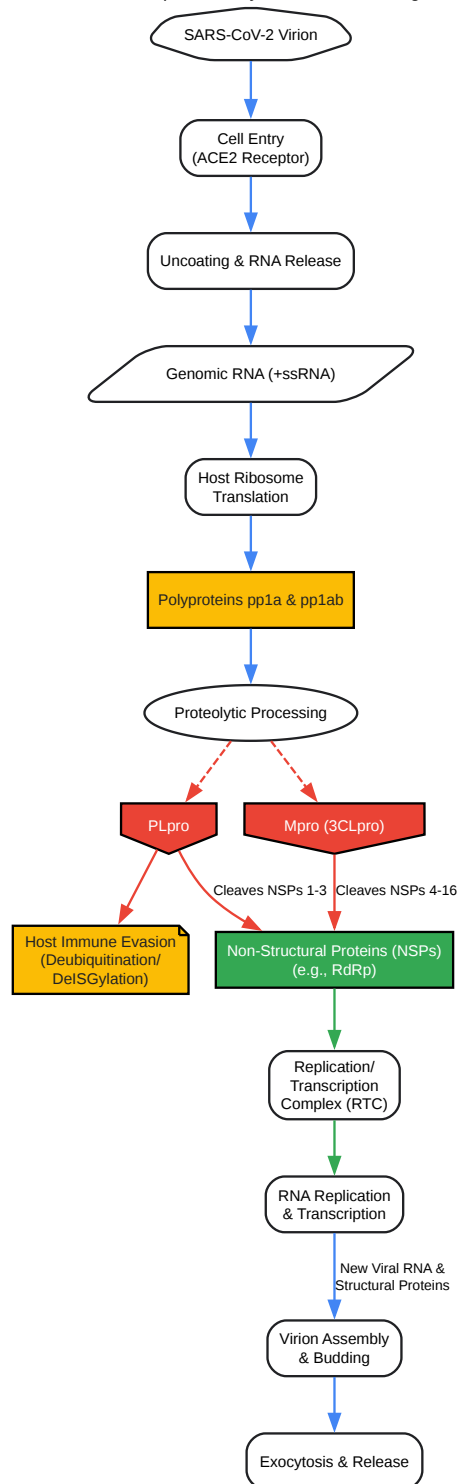 SARS-CoV-2 Virion
Cell Entry
(ACE2 Receptor)
Uncoating & RNA Release
Genomic RNA (+ssRNA)
Host Ribosome
Translation
Polyproteins pp1a & pp1ab
Proteolytic Processing
PLpro
Mpro (3CLpro)
Cleaves NSPs 1-3
Cleaves NSPs 4-16
Host Immune Evasion
(Deubiquitination/
DeISGylation)
Non-Structural Proteins (NSPs)
(e.g., RdRp)
Replication/
Transcription
Complex (RTC)
RNA Replication
& Transcription
New Viral RNA &
Structural Proteins
Virion Assembly
& Budding
Exocytosis & Release